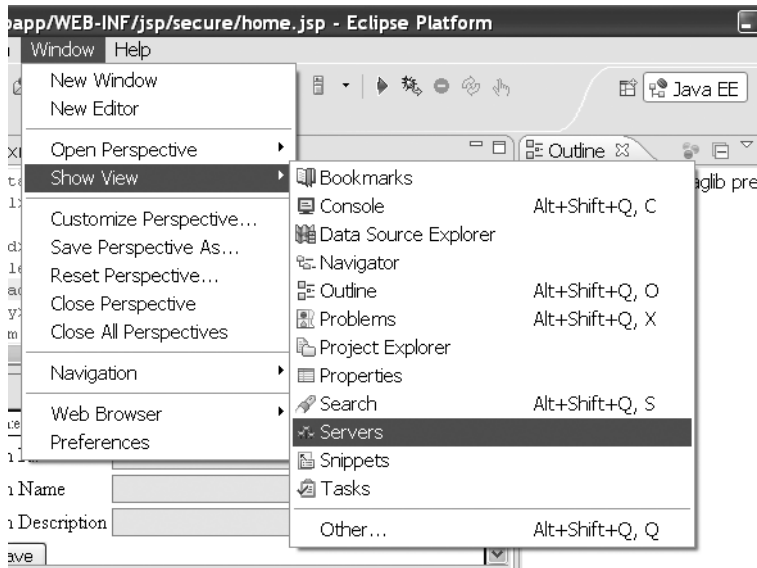 app/WEB-INF/jsp/secure/home.jsp - Eclipse Platform
Window Help
New Window
New Editor
Java EE
Open Perspective
Outline
Show View
Bookmarks
aglib pre
Console Alt+Shift+Q, C
Customize Perspective...
Data Source Explorer
Save Perspective As...
Navigator
Reset Perspective...
Outline Alt+Shift+Q, O
Close Perspective
Problems Alt+Shift+Q, X
Close All Perspectives
Project Explorer
Navigation
Properties
Search Alt+Shift+Q, S
Web Browser
Servers
Preferences
Snippets
Name
Tasks
Description
Other... Alt+Shift+Q, Q
ave